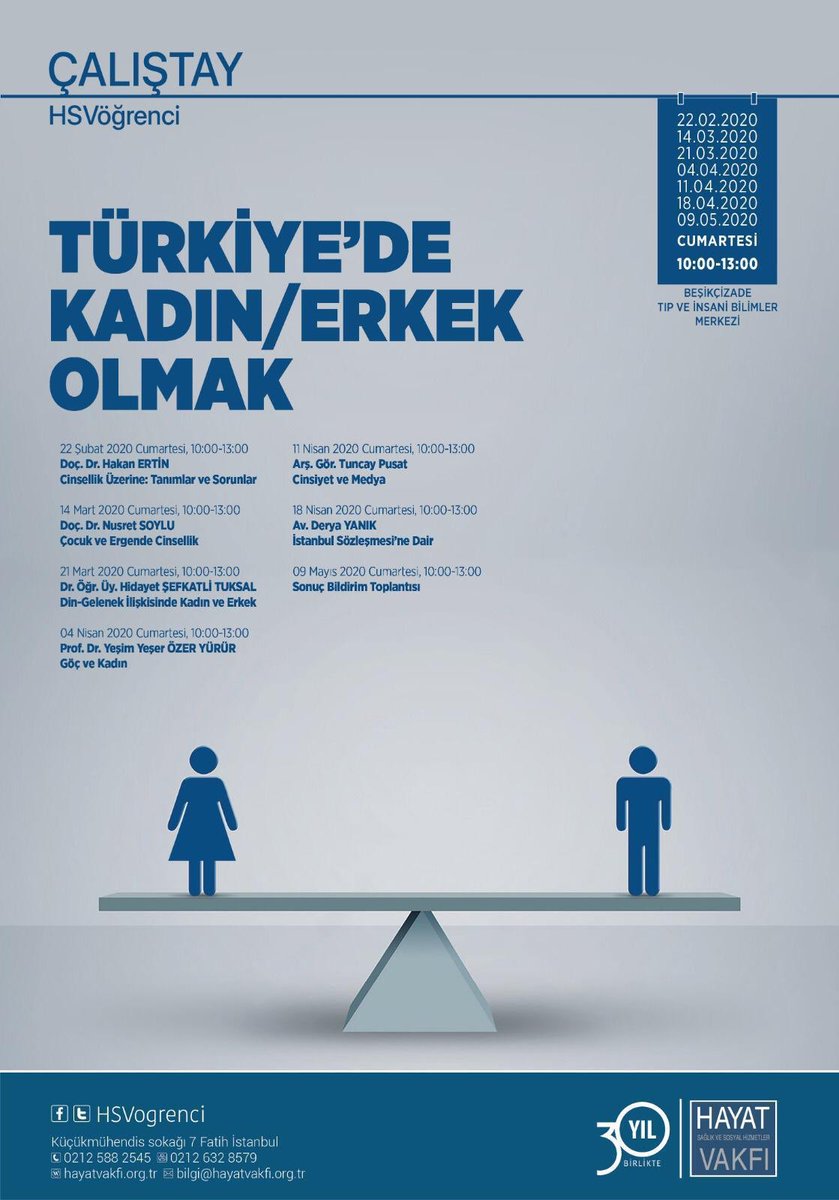 ÇALIŞTAY
HSVöğrenci
22.02.2020
14.03.2020
21.03.2020
04.04.2020
11.04.2020
18.04.2020
09.05.2020
CUMARTESİ
10:00-13:00
BEŞİKÇİZADE
TIP VE İNSANİ BİLİMLER
MERKEZİ
TÜRKİYE'DE
KADIN/ERKEK
OLMAK
22 Şubat 2020 Cumartesi, 10:00-13:00
Doç. Dr. Hakan ERTİN
Cinsellik Üzerine: Tanımlar ve Sorunlar
14 Mart 2020 Cumartesi, 10:00-13:00
Doç. Dr. Nusret SOYLU
Çocuk ve Ergende Cinsellik
21 Mart 2020 Cumartesi, 10:00-13:00
Dr. Öğr. Üy. Hidayet ŞEFKATLİ TUKSAL
Din-Gelenek İlişkisinde Kadın ve Erkek
04 Nisan 2020 Cumartesi, 10:00-13:00
Prof. Dr. Yeşim Yeşer ÖZER YÜRÜR
Göç ve Kadın
11 Nisan 2020 Cumartesi, 10:00-13:00
Arş. Gör. Tuncay Pusat
Cinsiyet ve Medya
18 Nisan 2020 Cumartesi, 10:00-13:00
Av. Derya YANIK
İstanbul Sözleşmesi'ne Dair
09 Mayıs 2020 Cumartesi, 10:00-13:00
Sonuç Bildirim Toplantısı
HSVogrenci
Küçükmühendis sokağı 7 Fatih İstanbul
0212 588 2545 0212 632 8579
hayatvakfi.org.tr bilgi@hayatvakfi.org.tr
30 YIL
BİRLİKTE
HAYAT
SAĞLIK VE SOSYAL HİZMETLER
VAKFI